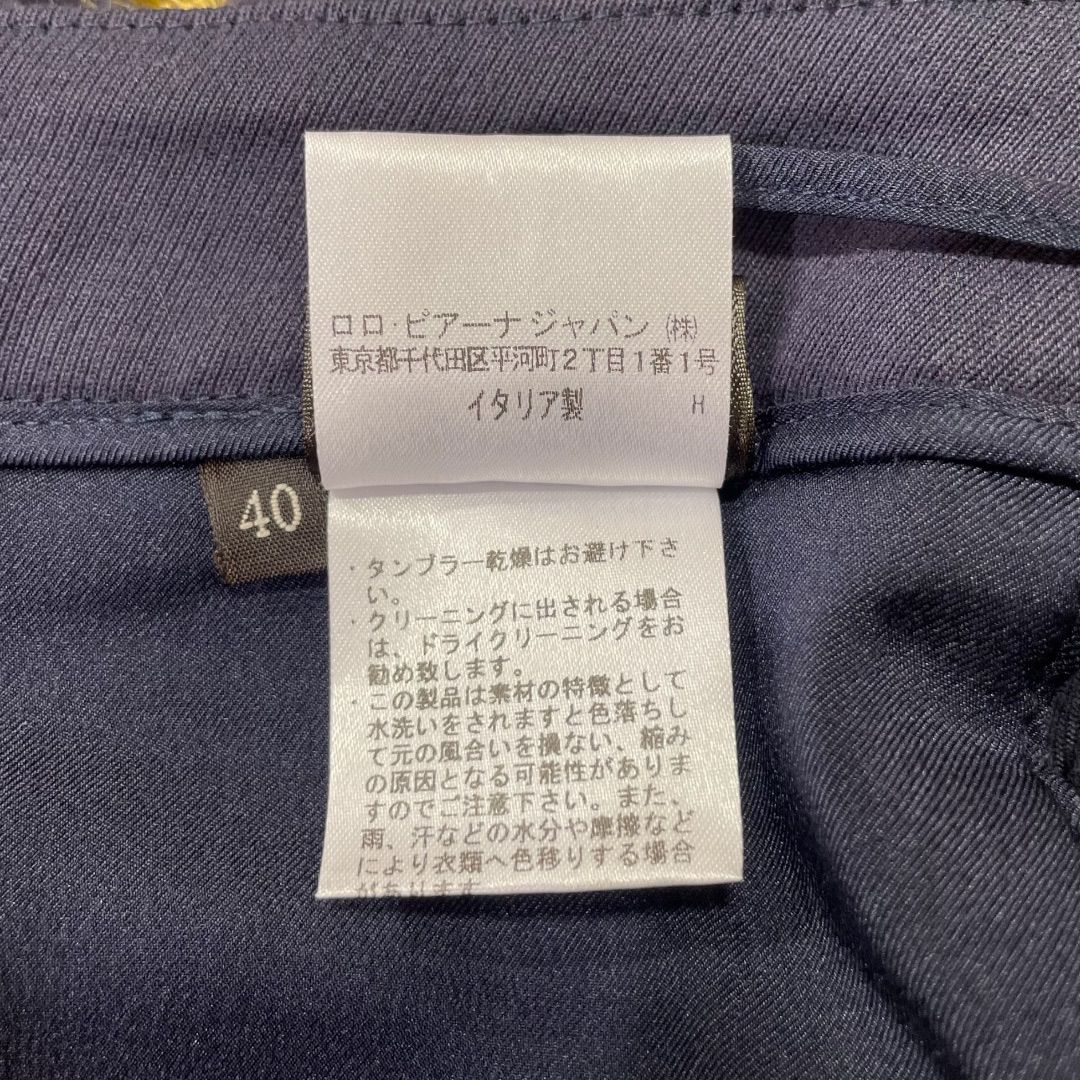 ロロ・ピアーナジャパン ㈱
東京都千代田区平河町2丁目1番1号
イタリア製 H
40
・タンブラー乾燥はお避け下さ
い。
・クリーニングに出される場合
は、ドライクリーニングをお
勧め致します。
・この製品は素材の特徴として
水洗いをされますと色落ちし
て元の風合いを損ない、縮み
の原因となる可能性がありま
すのでご注意下さい。また、
雨、汗などの水分や摩擦など
により衣類へ色移りする場合
があります